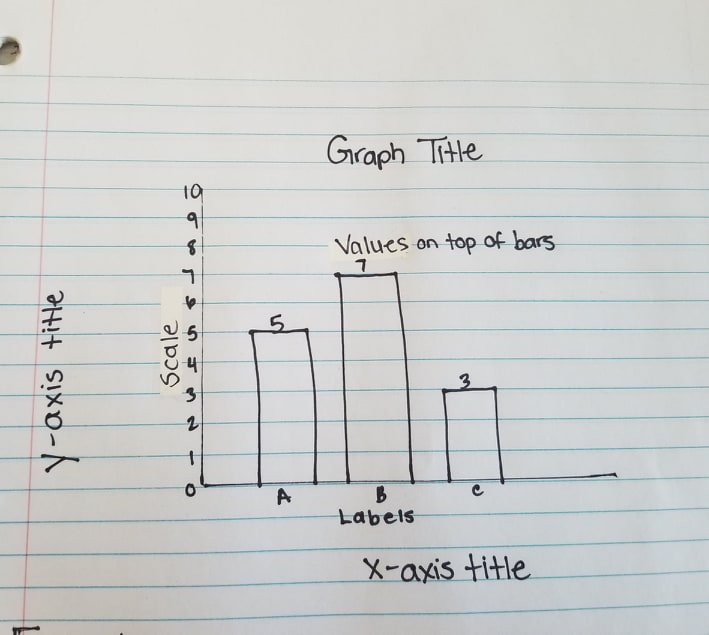 Graph Title
10
9
8
Values on top of bars
7
7
6
5
5
4
3
3
2
1
0
Scale
y-axis title
A B C
Labels
x-axis title